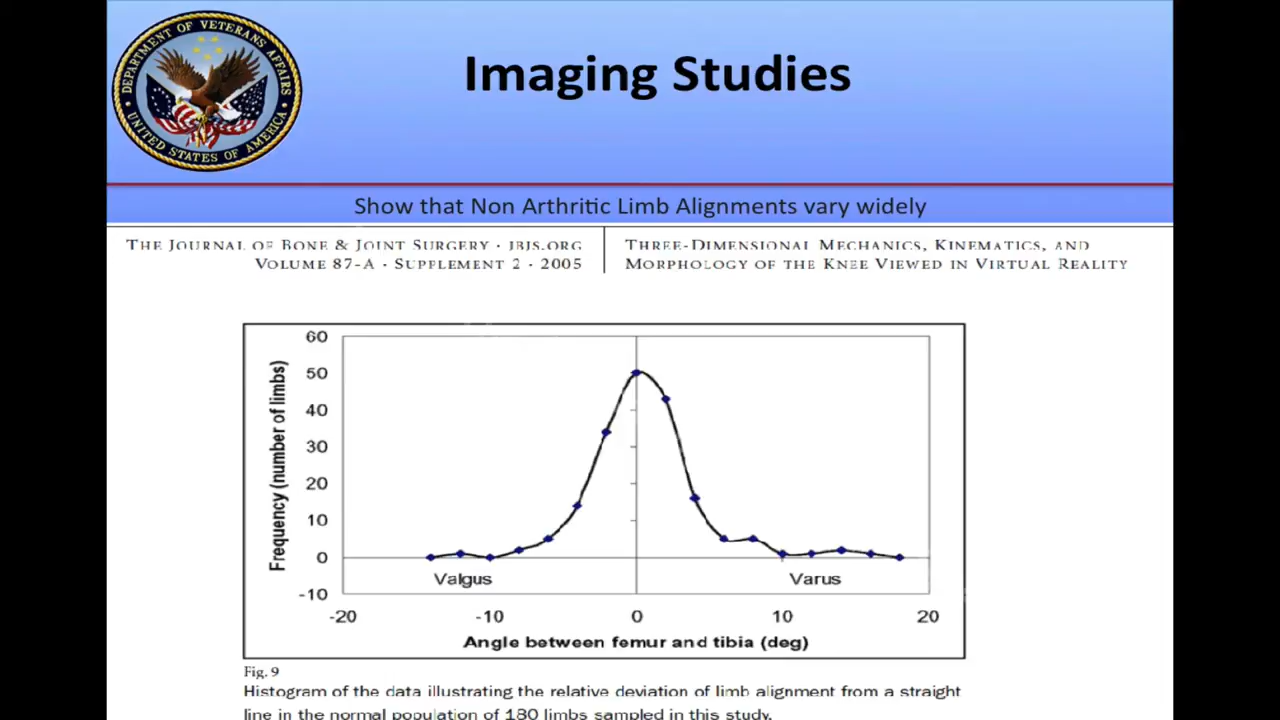 DEPARTMENT OF VETERANS AFFAIRS
UNITED STATES OF AMERICA
Imaging Studies
Show that Non Arthritic Limb Alignments vary widely
THE JOURNAL OF BONE & JOINT SURGERY · JBJS.ORG
VOLUME 87-A · SUPPLEMENT 2 · 2005
THREE-DIMENSIONAL MECHANICS, KINEMATICS, AND
MORPHOLOGY OF THE KNEE VIEWED IN VIRTUAL REALITY
Frequency (number of limbs)
60
50
40
30
20
10
0
-10
Valgus
Varus
-20
-10
0
10
20
Angle between femur and tibia (deg)
Fig. 9
Histogram of the data illustrating the relative deviation of limb alignment from a straight
line in the normal population of 180 limbs sampled in this study.